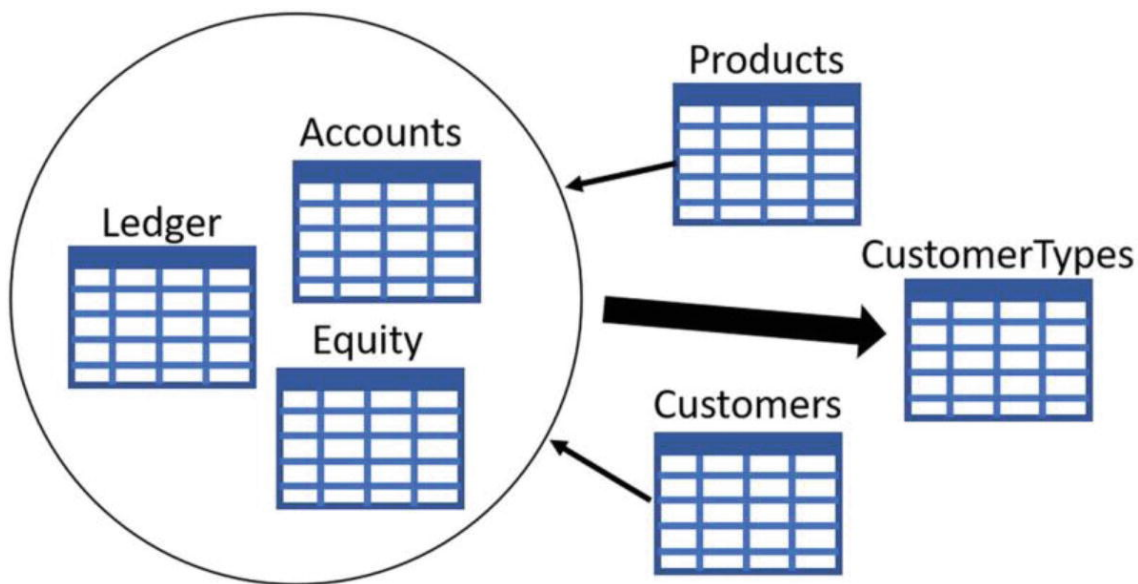 Products
Accounts
Ledger
CustomerTypes
Equity
Customers